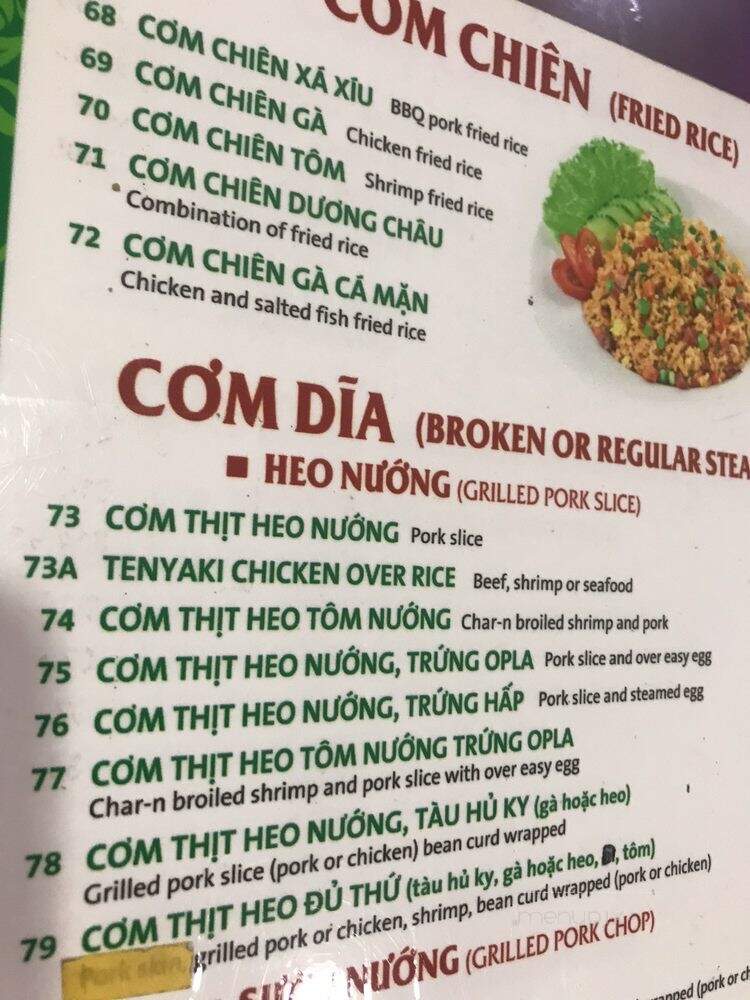 CƠM CHIÊN (FRIED RICE)
68 CƠM CHIÊN XÁ XÍU BBQ pork fried rice
69 CƠM CHIÊN GÀ Chicken fried rice
70 CƠM CHIÊN TÔM Shrimp fried rice
71 CƠM CHIÊN DƯƠNG CHÂU
Combination of fried rice
72 CƠM CHIÊN GÀ CÁ MẶN
Chicken and salted fish fried rice
CƠM DĨA (BROKEN OR REGULAR STEA
■ HEO NƯỚNG (GRILLED PORK SLICE)
73 CƠM THỊT HEO NƯỚNG Pork slice
73A TENYAKI CHICKEN OVER RICE Beef, shrimp or seafood
74 CƠM THỊT HEO TÔM NƯỚNG Char-n broiled shrimp and pork
75 CƠM THỊT HEO NƯỚNG, TRỨNG OPLA Pork slice and over easy egg
76 CƠM THỊT HEO NƯỚNG, TRỨNG HẤP Pork slice and steamed egg
77 CƠM THỊT HEO TÔM NƯỚNG TRỨNG OPLA
Char-n broiled shrimp and pork slice with over easy egg
78 CƠM THỊT HEO NƯỚNG, TÀU HỦ KY (gà hoặc heo)
Grilled pork slice (pork or chicken) bean curd wrapped
79 CƠM THỊT HEO ĐỦ THỨ (tàu hủ ky, gà hoặc heo, , tôm)
Pork skin, grilled pork or chicken, shrimp, bean curd wrapped (pork or chicken)
NƯỚNG (GRILLED PORK CHOP)
(pork or ch